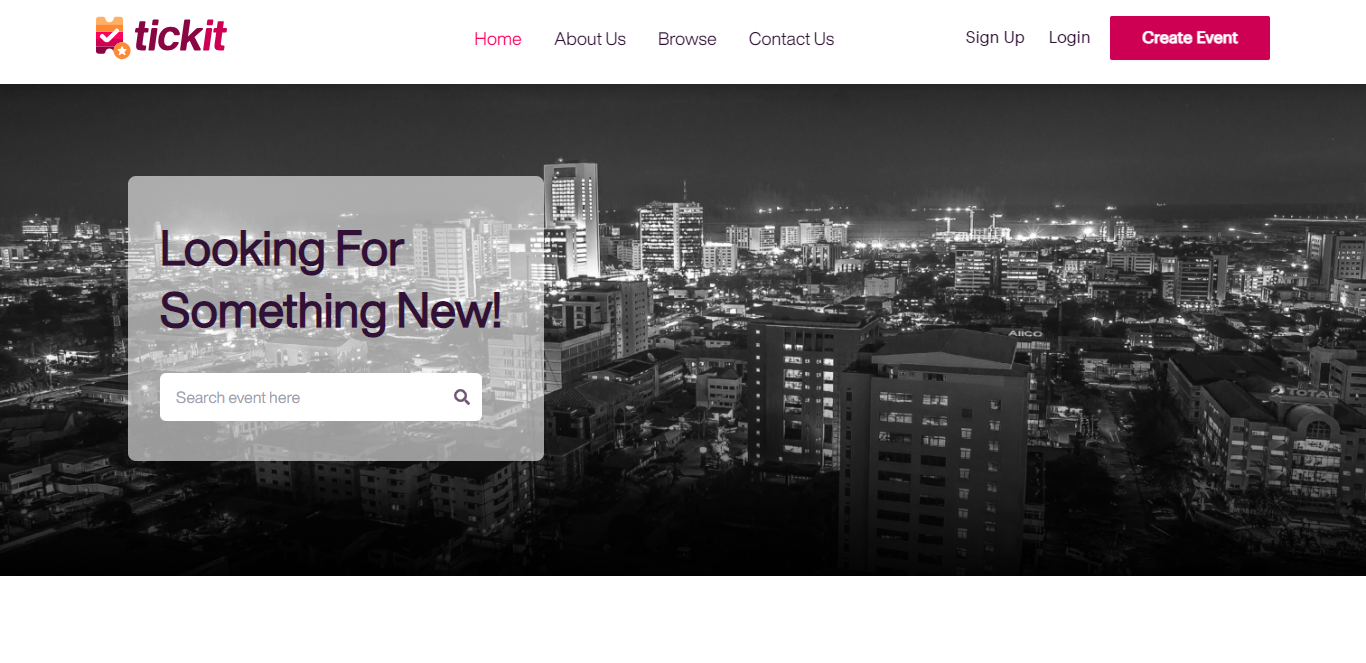 tickit
Home
About Us
Browse
Contact Us
Sign Up
Login
Create Event
Looking For
Something New!
Search event here
AIICO
TOTAL